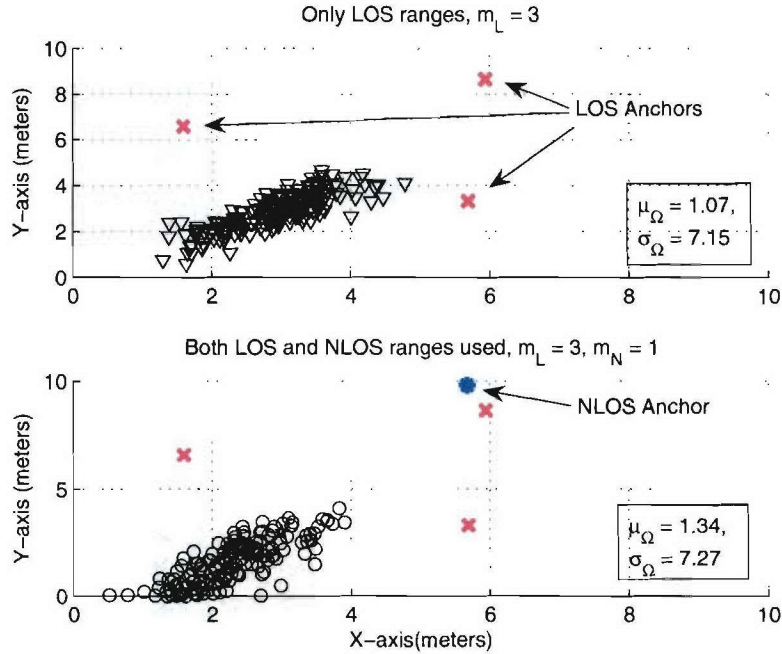 Only LOS ranges, m_L = 3
10
8
6
4
2
0
Y-axis (meters)
LOS Anchors
μ_Ω = 1.07,
σ_Ω = 7.15
0 2 4 6 8 10
Both LOS and NLOS ranges used, m_L = 3, m_N = 1
10
5
0
Y-axis (meters)
NLOS Anchor
μ_Ω = 1.34,
σ_Ω = 7.27
0 2 4 6 8 10
X-axis(meters)